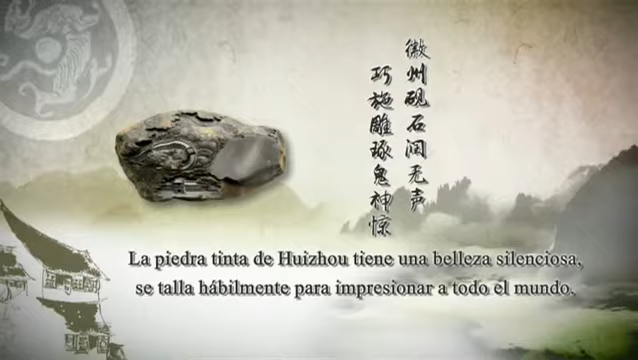 徽州砚石润无声
巧施雕琢鬼神惊
La piedra tinta de Huizhou tiene una belleza silenciosa,
se talla hábilmente para impresionar a todo el mundo.